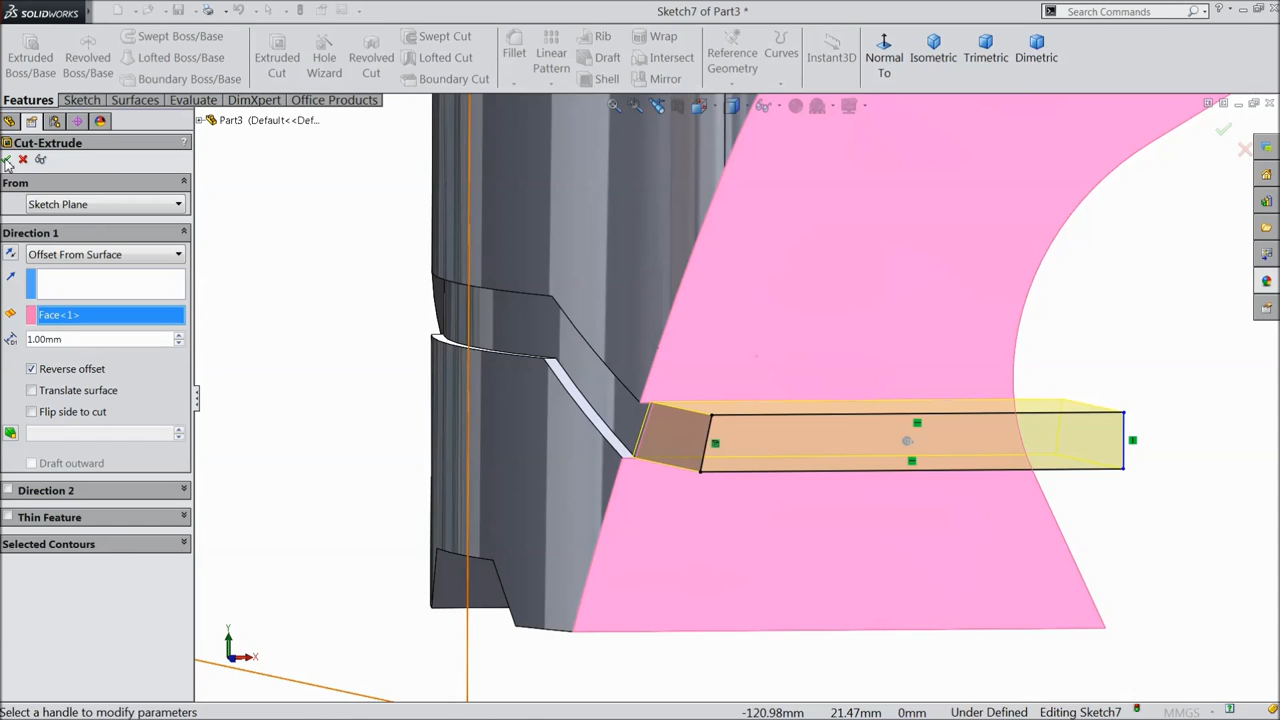 SOLIDWORKS
Sketch7 of Part3 *
Search Commands
Extruded Boss/Base
Revolved Boss/Base
Swept Boss/Base
Lofted Boss/Base
Boundary Boss/Base
Extruded Cut
Hole Wizard
Revolved Cut
Swept Cut
Lofted Cut
Boundary Cut
Fillet
Linear Pattern
Rib
Draft
Shell
Wrap
Intersect
Mirror
Reference Geometry
Curves
Instant3D
Normal To
Isometric
Trimetric
Dimetric
Features
Sketch
Surfaces
Evaluate
DimXpert
Office Products
Part3 (Default<<Def...
Cut-Extrude
?
From
Sketch Plane
Direction 1
Offset From Surface
Face<1>
D1
1.00mm
Reverse offset
Translate surface
Flip side to cut
Draft outward
Direction 2
Thin Feature
Selected Contours
Y
X
Select a handle to modify parameters
-120.98mm
21.47mm
0mm
Under Defined
Editing Sketch7
MMGS
?